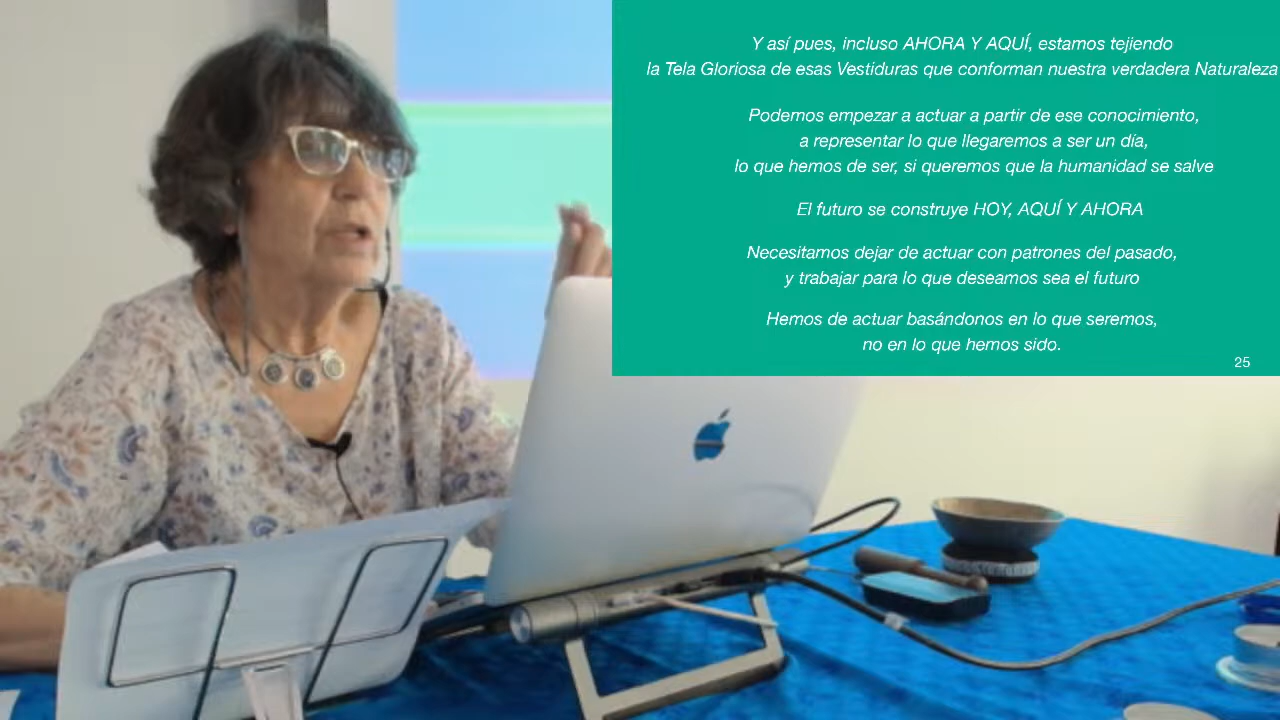 Y así pues, incluso AHORA Y AQUÍ, estamos tejiendo
la Tela Gloriosa de esas Vestiduras que conforman nuestra verdadera Naturaleza
Podemos empezar a actuar a partir de ese conocimiento,
a representar lo que llegaremos a ser un día,
lo que hemos de ser, si queremos que la humanidad se salve
El futuro se construye HOY, AQUÍ Y AHORA
Necesitamos dejar de actuar con patrones del pasado,
y trabajar para lo que deseamos sea el futuro
Hemos de actuar basándonos en lo que seremos,
no en lo que hemos sido.
25